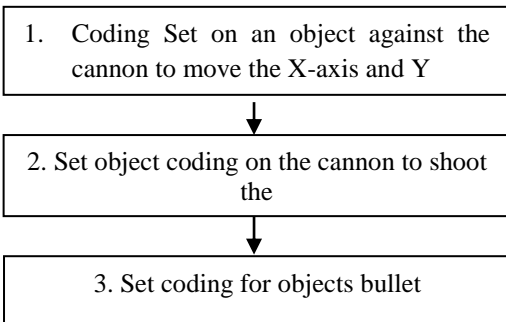 1. Coding Set on an object against the
cannon to move the X-axis and Y
2. Set object coding on the cannon to shoot
the
3. Set coding for objects bullet